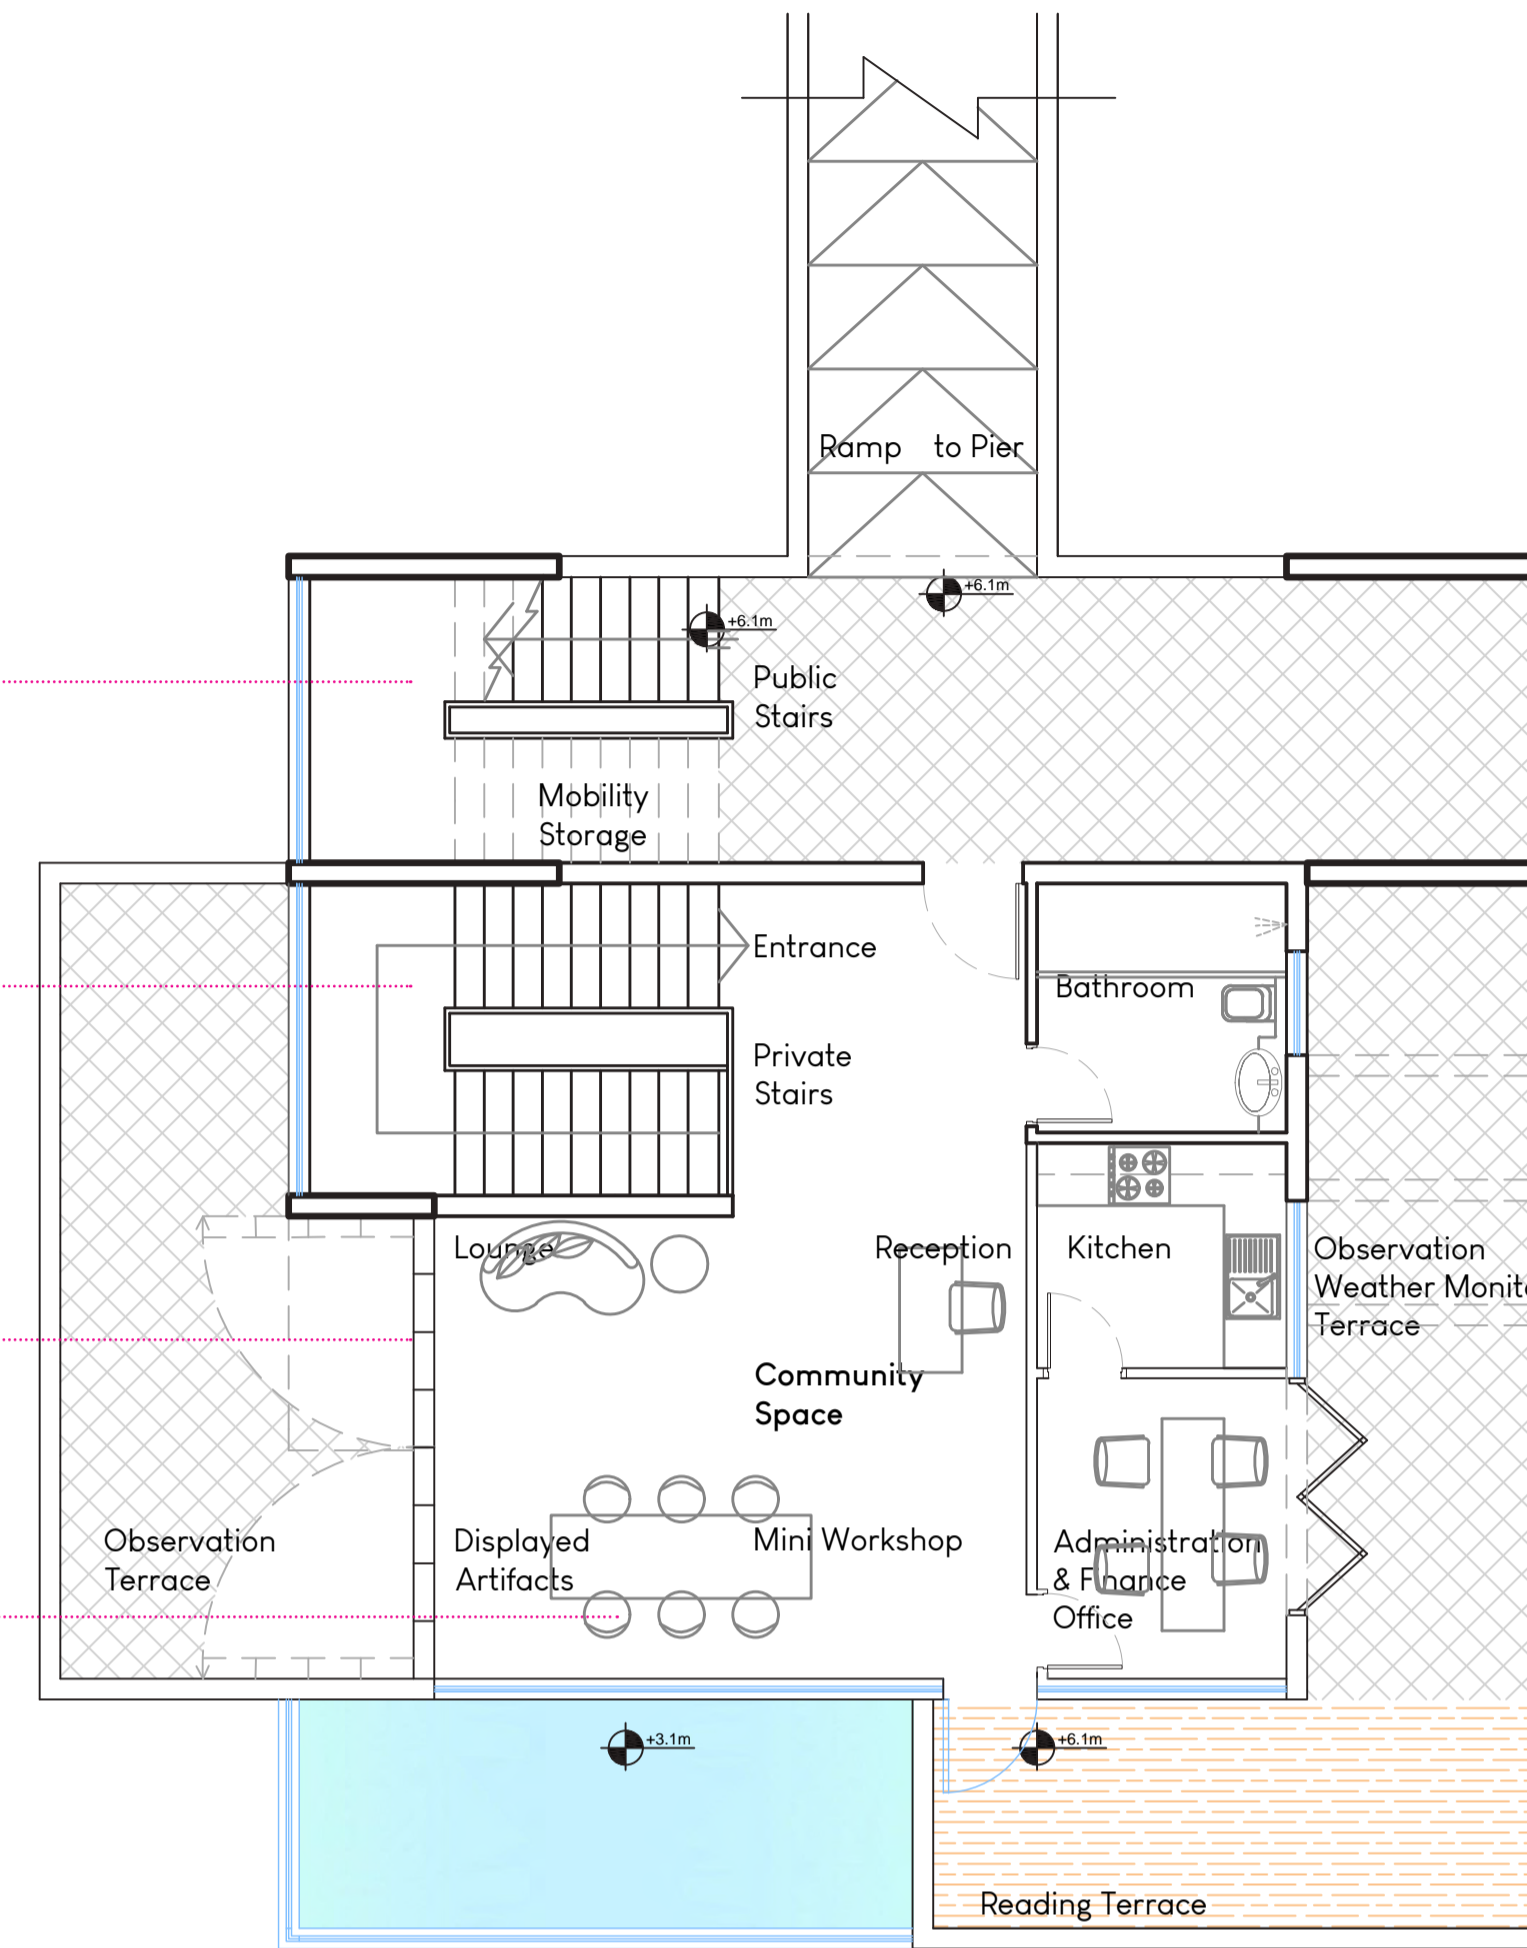 Ramp to Pier
+6.1m
+6.1m
Public
Stairs
Mobility
Storage
Entrance
Bathroom
Private
Stairs
Lounge
Reception
Kitchen
Observation
Weather Monito
Terrace
Community
Space
Observation
Terrace
Displayed
Artifacts
Mini Workshop
Administration
& Finance
Office
+3.1m
+6.1m
Reading Terrace